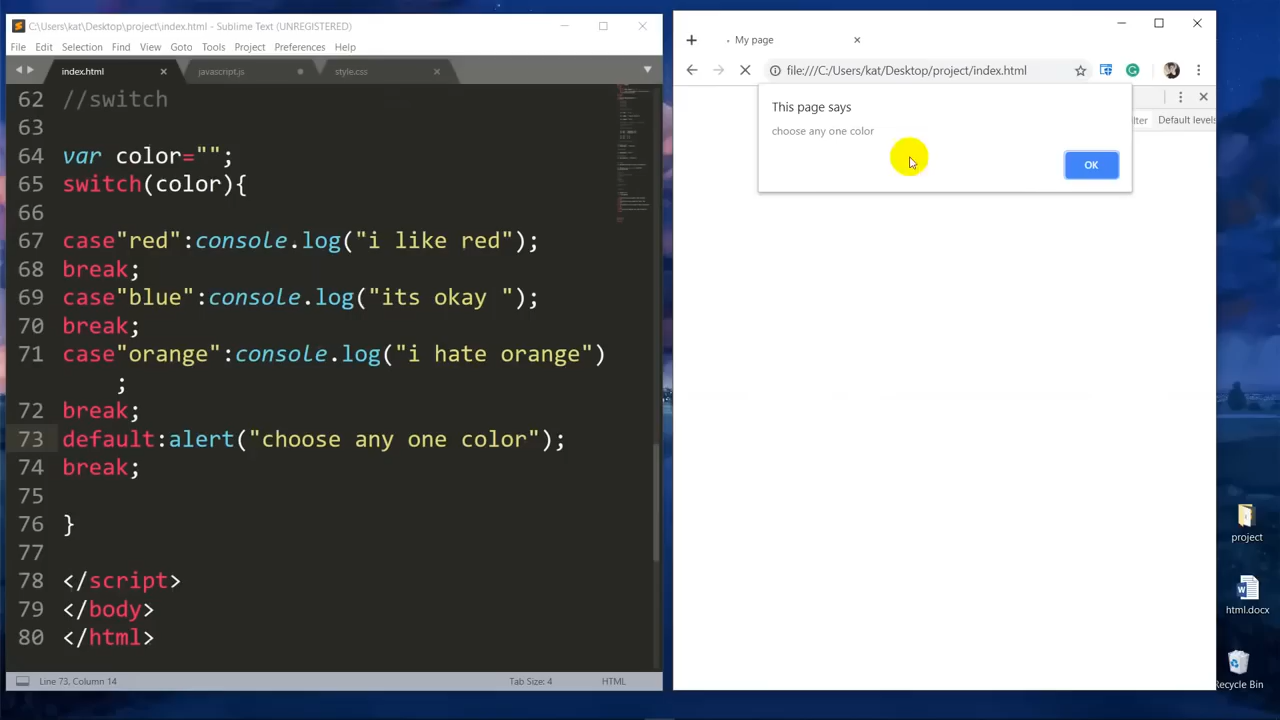 C:\Users\kat\Desktop\project\index.html - Sublime Text (UNREGISTERED)
File Edit Selection Find View Goto Tools Project Preferences Help
index.html javascript.js style.css
62 //switch
63
64 var color="";
65 switch(color){
66
67 case"red":console.log("i like red");
68 break;
69 case"blue":console.log("its okay ");
70 break;
71 case"orange":console.log("i hate orange")
;
72 break;
73 default:alert("choose any one color");
74 break;
75
76 }
77
78 </script>
79 </body>
80 </html>
Line 73, Column 14 Tab Size: 4 HTML
My page
file:///C:/Users/kat/Desktop/project/index.html
This page says
choose any one color
OK
ilter Default levels
project
html.docx
Recycle Bin